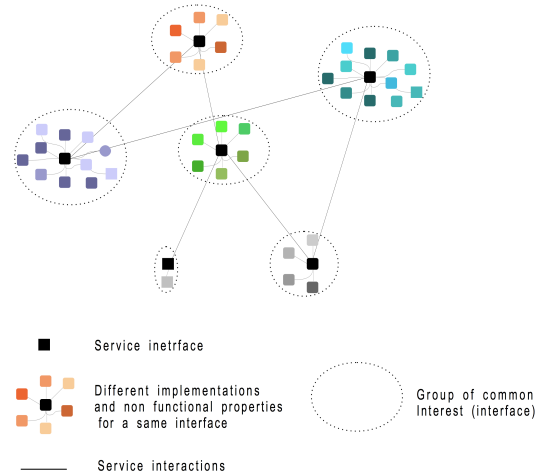 Service inetrface
Different implementations
and non functional properties
for a same interface
Group of common
Interest (interface)
Service interactions